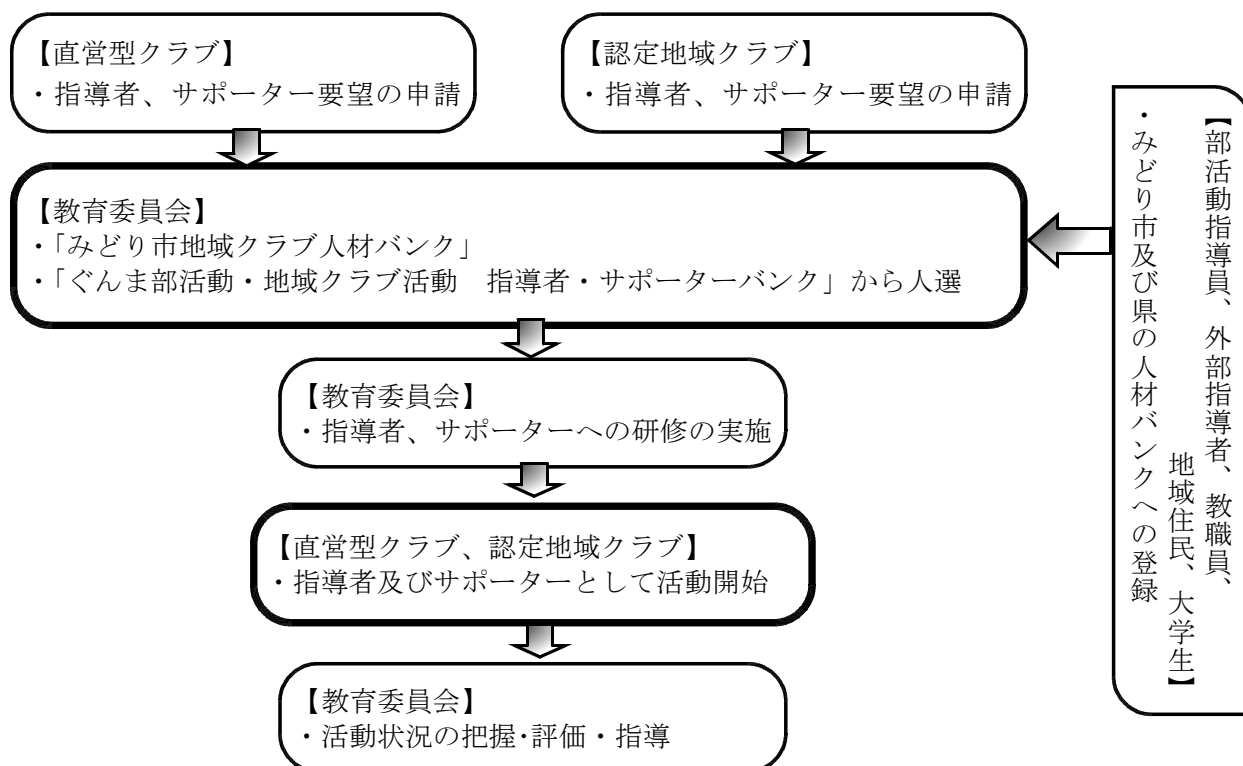 【直営型クラブ】
・指導者、サポーター要望の申請
【認定地域クラブ】
・指導者、サポーター要望の申請
【教育委員会】
・「みどり市地域クラブ人材バンク」
・「ぐんま部活動・地域クラブ活動　指導者・サポーターバンク」から人選
【部活動指導員、外部指導者、教職員、
地域住民、大学生】
・みどり市及び県の人材バンクへの登録
【教育委員会】
・指導者、サポーターへの研修の実施
【直営型クラブ、認定地域クラブ】
・指導者及びサポーターとして活動開始
【教育委員会】
・活動状況の把握･評価・指導